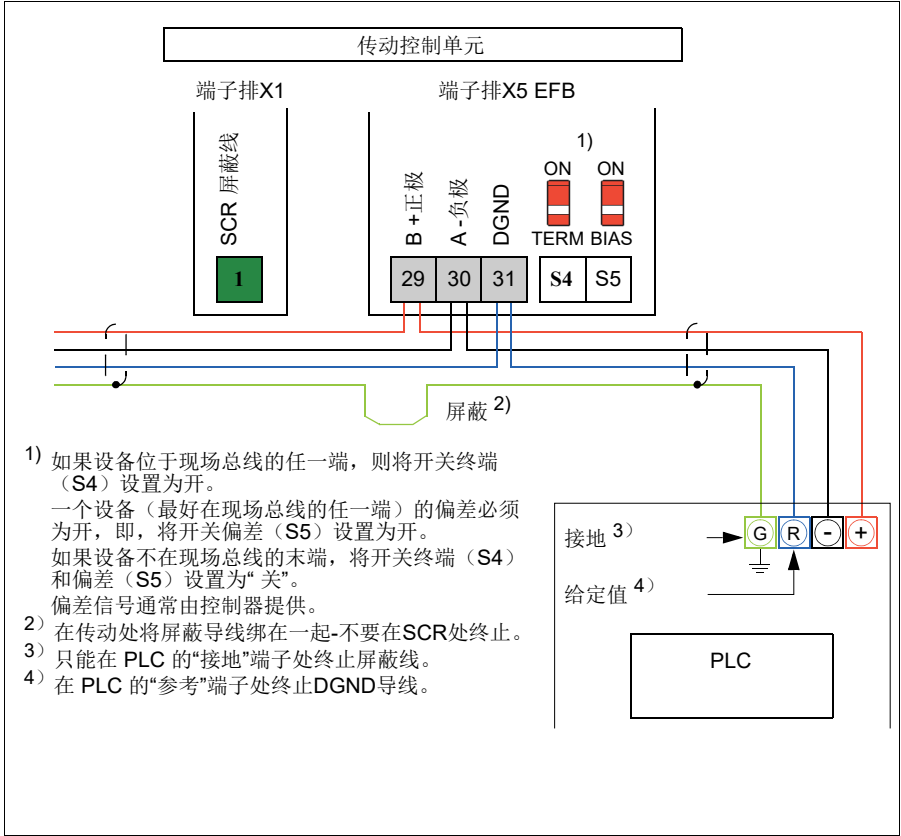 传动控制单元
端子排X1
端子排X5 EFB
SCR 屏蔽线
1
B +正极
A -负极
DGND
1)
ON
ON
TERM
BIAS
29
30
31
S4
S5
屏蔽 2)
1) 如果设备位于现场总线的任一端，则将开关终端
（S4）设置为开。
一个设备（最好在现场总线的任一端）的偏差必须
为开，即，将开关偏差（S5）设置为开。
如果设备不在现场总线的末端，将开关终端（S4）
和偏差（S5）设置为“ 关”。
偏差信号通常由控制器提供。
2）在传动处将屏蔽导线绑在一起-不要在SCR处终止。
3）只能在 PLC 的“接地”端子处终止屏蔽线。
4）在 PLC 的“参考”端子处终止DGND导线。
接地 3）
G
R
-
+
给定值 4）
PLC